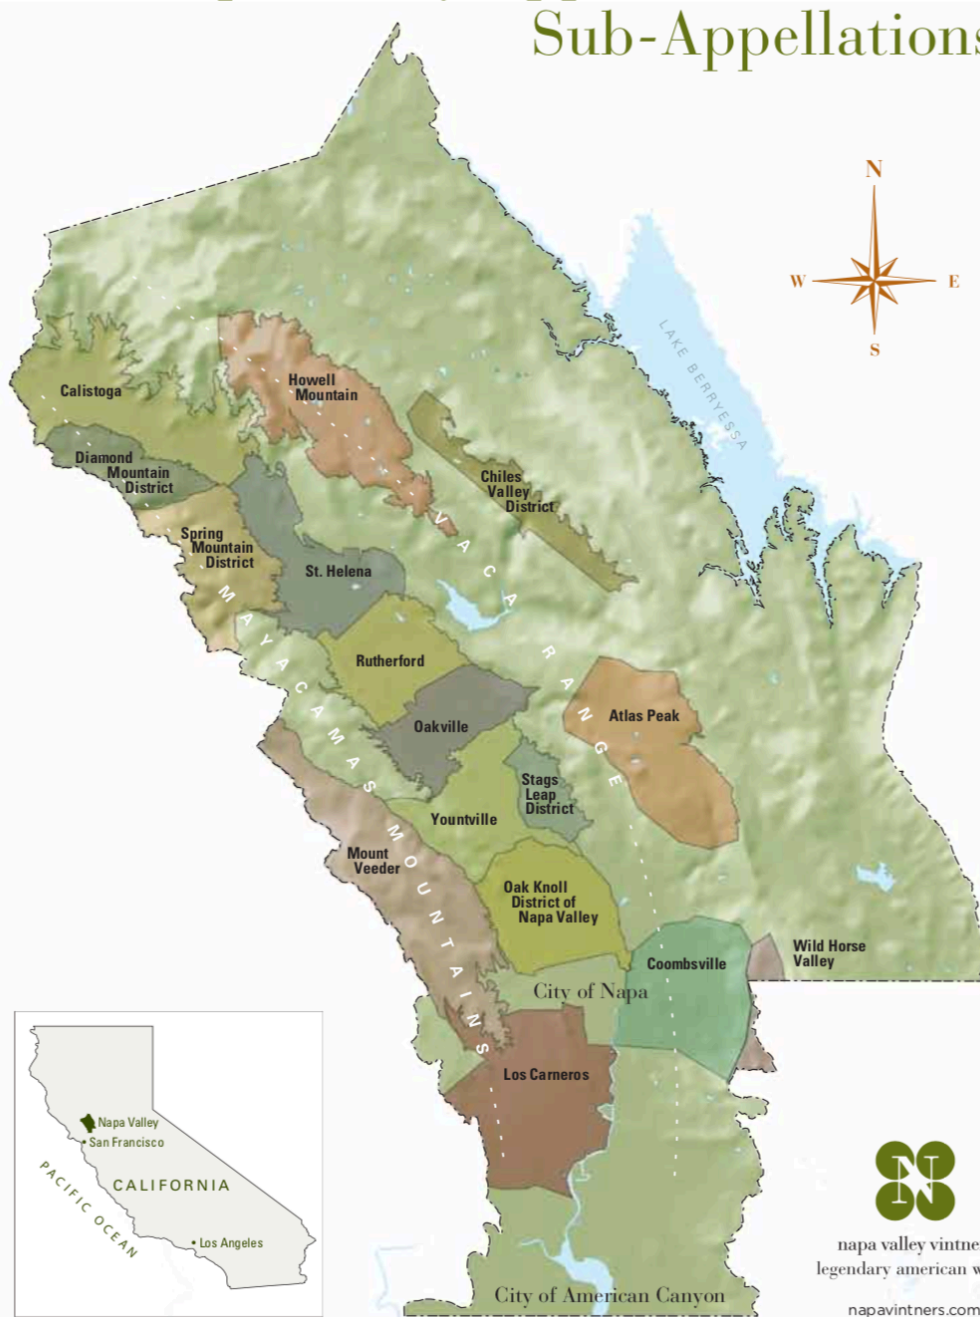 Sub-Appellations
N
W
E
S
LAKE BERRYESSA
Calistoga
Howell
Mountain
Diamond
Mountain
District
Chiles
Valley
District
Spring
Mountain
District
St. Helena
VACA RANGE
MAYACAMAS MOUNTAINS
Rutherford
Atlas Peak
Oakville
Stags
Leap
District
Yountville
Mount
Veeder
Oak Knoll
District of
Napa Valley
Wild Horse
Valley
Coombsville
City of Napa
Los Carneros
Napa Valley
San Francisco
CALIFORNIA
PACIFIC OCEAN
Los Angeles
City of American Canyon
N
napa valley vintne
legendary american w
napavintners.com